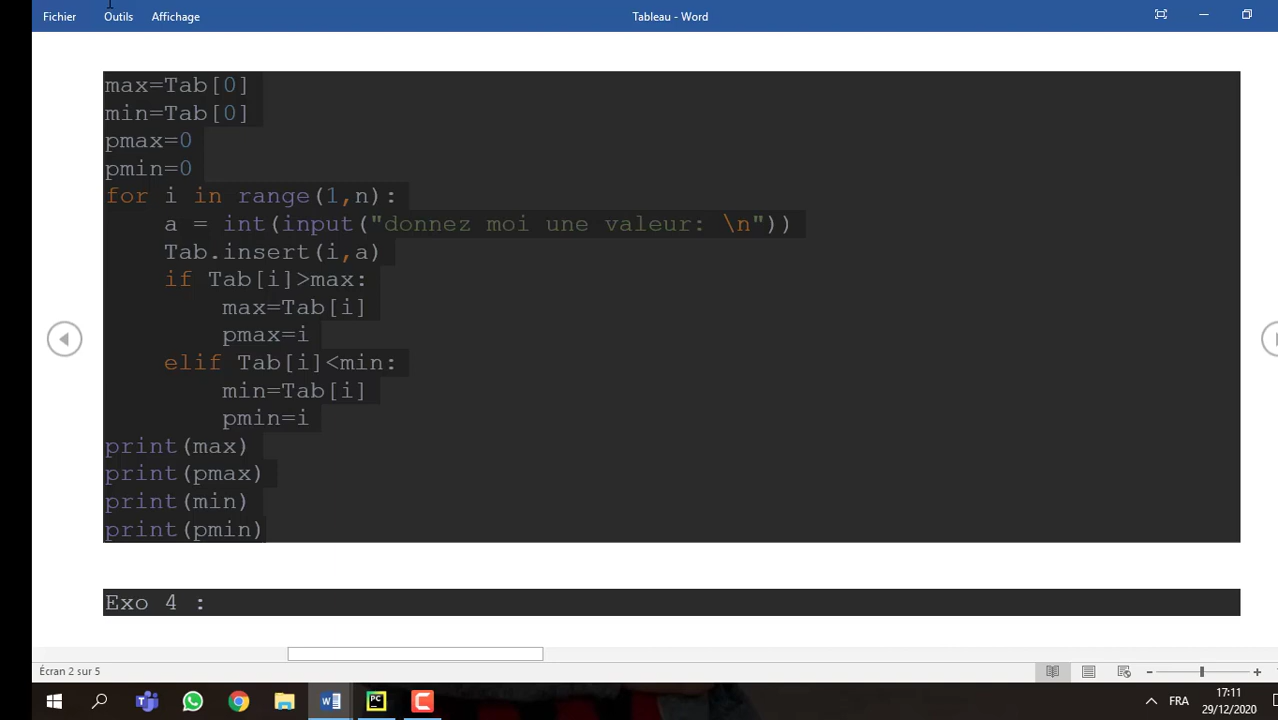 Fichier Outils Affichage Tableau - Word
max=Tab[0]
min=Tab[0]
pmax=0
pmin=0
for i in range(1,n):
    a = int(input("donnez moi une valeur: \n"))
    Tab.insert(i,a)
    if Tab[i]>max:
        max=Tab[i]
        pmax=i
    elif Tab[i]<min:
        min=Tab[i]
        pmin=i
print(max)
print(pmax)
print(min)
print(pmin)
Exo 4 :
Écran 2 sur 5
FRA
17:11
29/12/2020